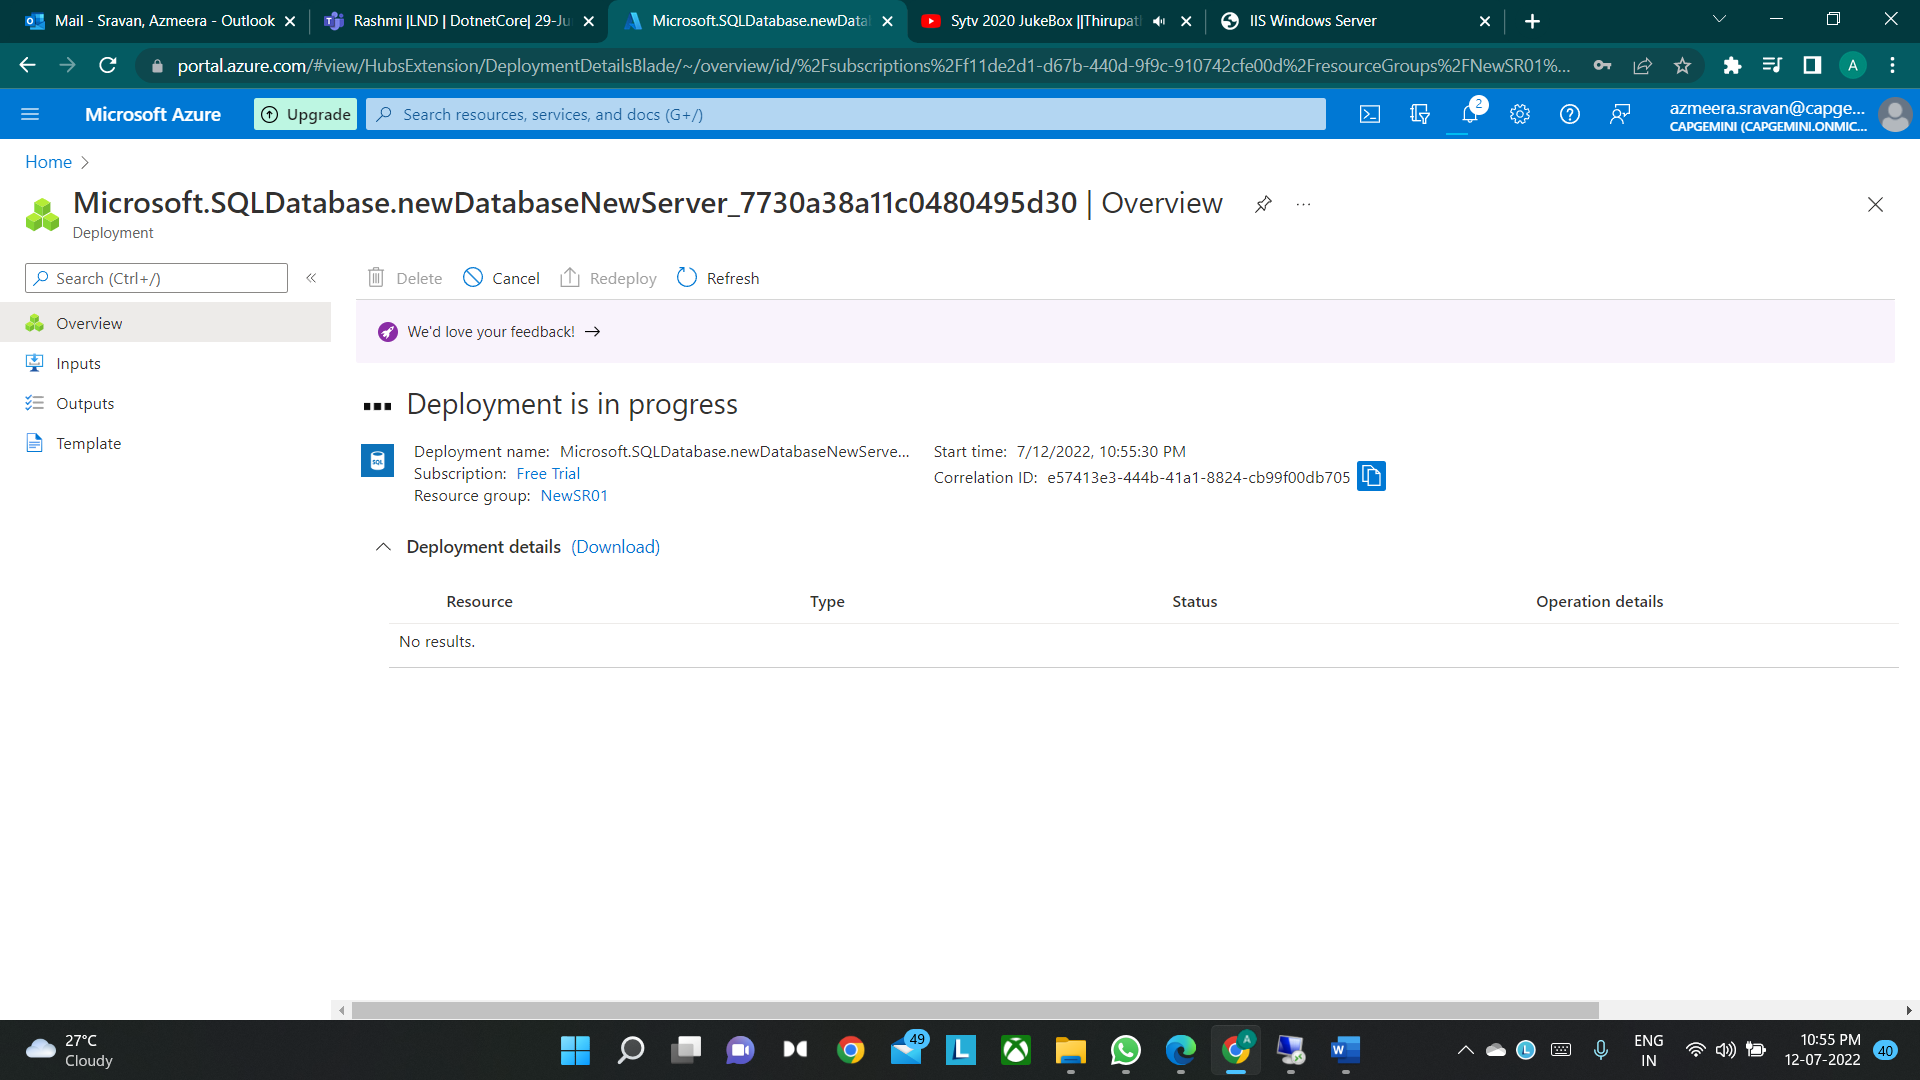 Mail - Sravan, Azmeera - Outlook
Rashmi |LND | DotnetCore| 29-Ju
Microsoft.SQLDatabase.newData
Sytv 2020 JukeBox ||Thirupat
IIS Windows Server
portal.azure.com/#view/HubsExtension/DeploymentDetailsBlade/~/overview/id/%2Fsubscriptions%2Ff11de2d1-d67b-440d-9f9c-910742cfe00d%2FresourceGroups%2FNewSR01%...
A
Microsoft Azure
Upgrade
Search resources, services, and docs (G+/)
2
azmeera.sravan@capge...
CAPGEMINI (CAPGEMINI.ONMIC...
Home
Microsoft.SQLDatabase.newDatabaseNewServer_7730a38a11c0480495d30 | Overview
...
Deployment
Search (Ctrl+/)
«
Delete
Cancel
Redeploy
Refresh
Overview
We'd love your feedback! →
Inputs
Outputs
Template
Deployment is in progress
SQL
Deployment name: Microsoft.SQLDatabase.newDatabaseNewServe...
Subscription: Free Trial
Resource group: NewSR01
Start time: 7/12/2022, 10:55:30 PM
Correlation ID: e57413e3-444b-41a1-8824-cb99f00db705
Deployment details (Download)
Resource Type Status Operation details
No results.
27°C
Cloudy
49
L
A
W
L
ENG
IN
10:55 PM
12-07-2022
40